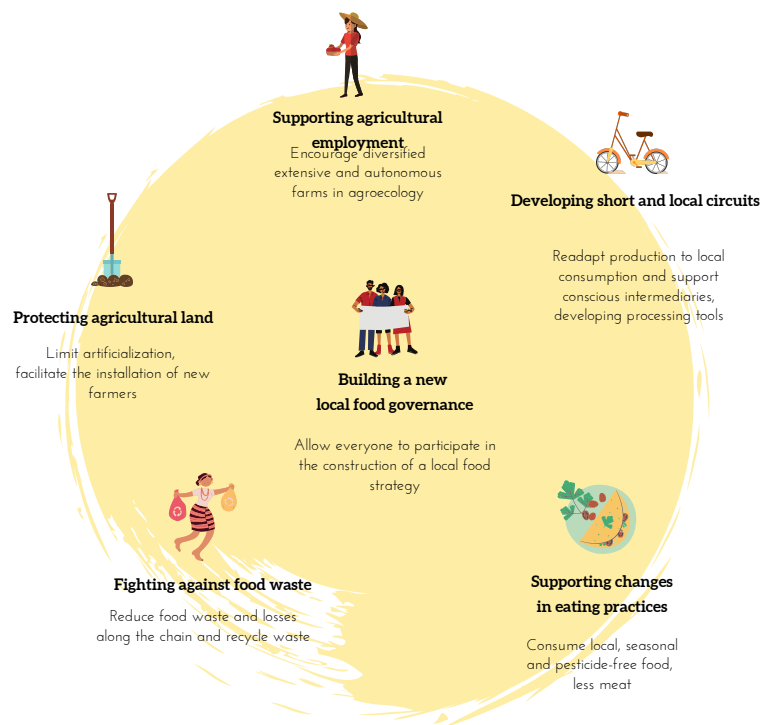 Supporting agricultural
employment
Encourage diversified
extensive and autonomous
farms in agroecology
Developing short and local circuits
Readapt production to local
consumption and support
conscious intermediaries,
developing processing tools
Protecting agricultural land
Limit artificialization,
facilitate the installation of new
farmers
Building a new
local food governance
Allow everyone to participate in
the construction of a local food
strategy
Fighting against food waste
Reduce food waste and losses
along the chain and recycle waste
Supporting changes
in eating practices
Consume local, seasonal
and pesticide-free food,
less meat